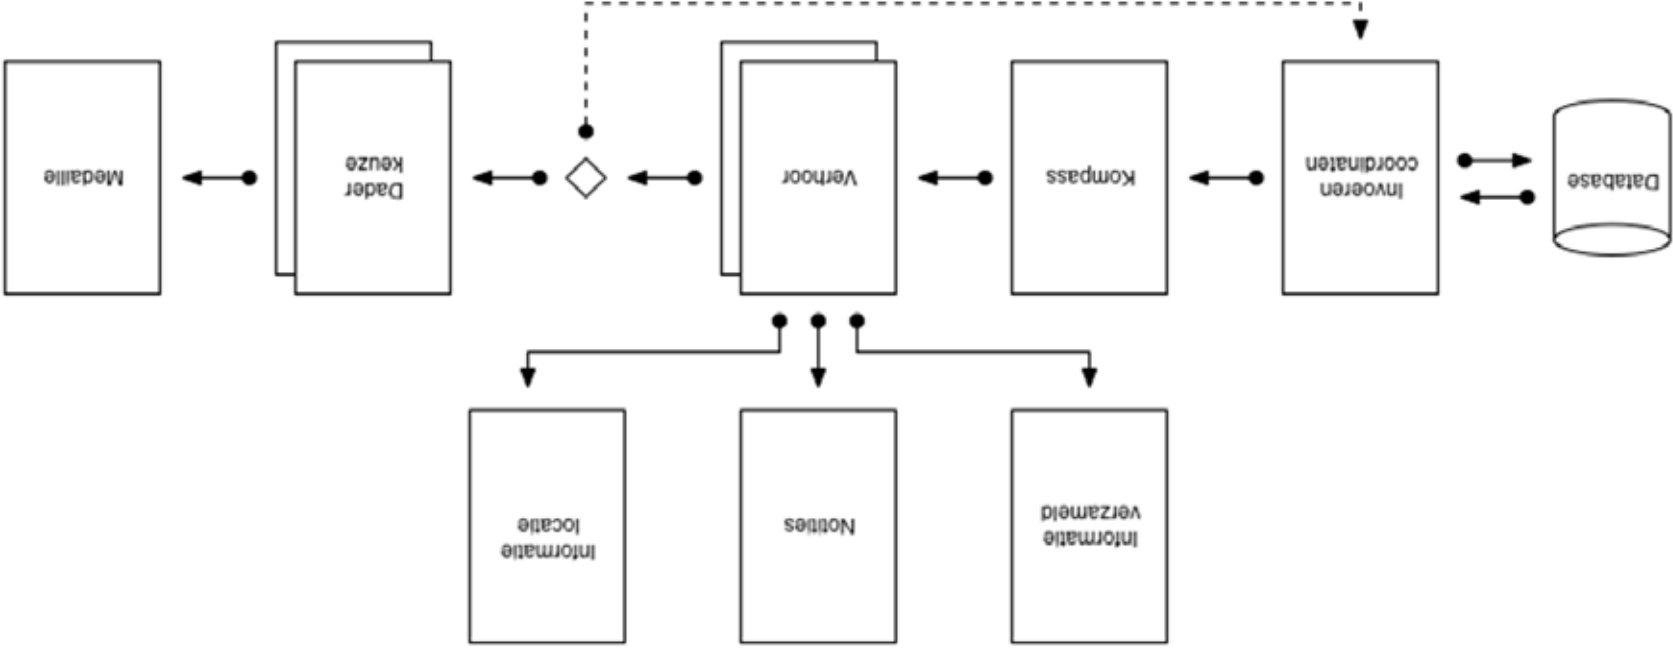 Informatie
verzameld
Notities
Informatie
locatie
Database
Invoeren
coordinaten
Kompass
Verhoor
Dader
keuze
Medaille